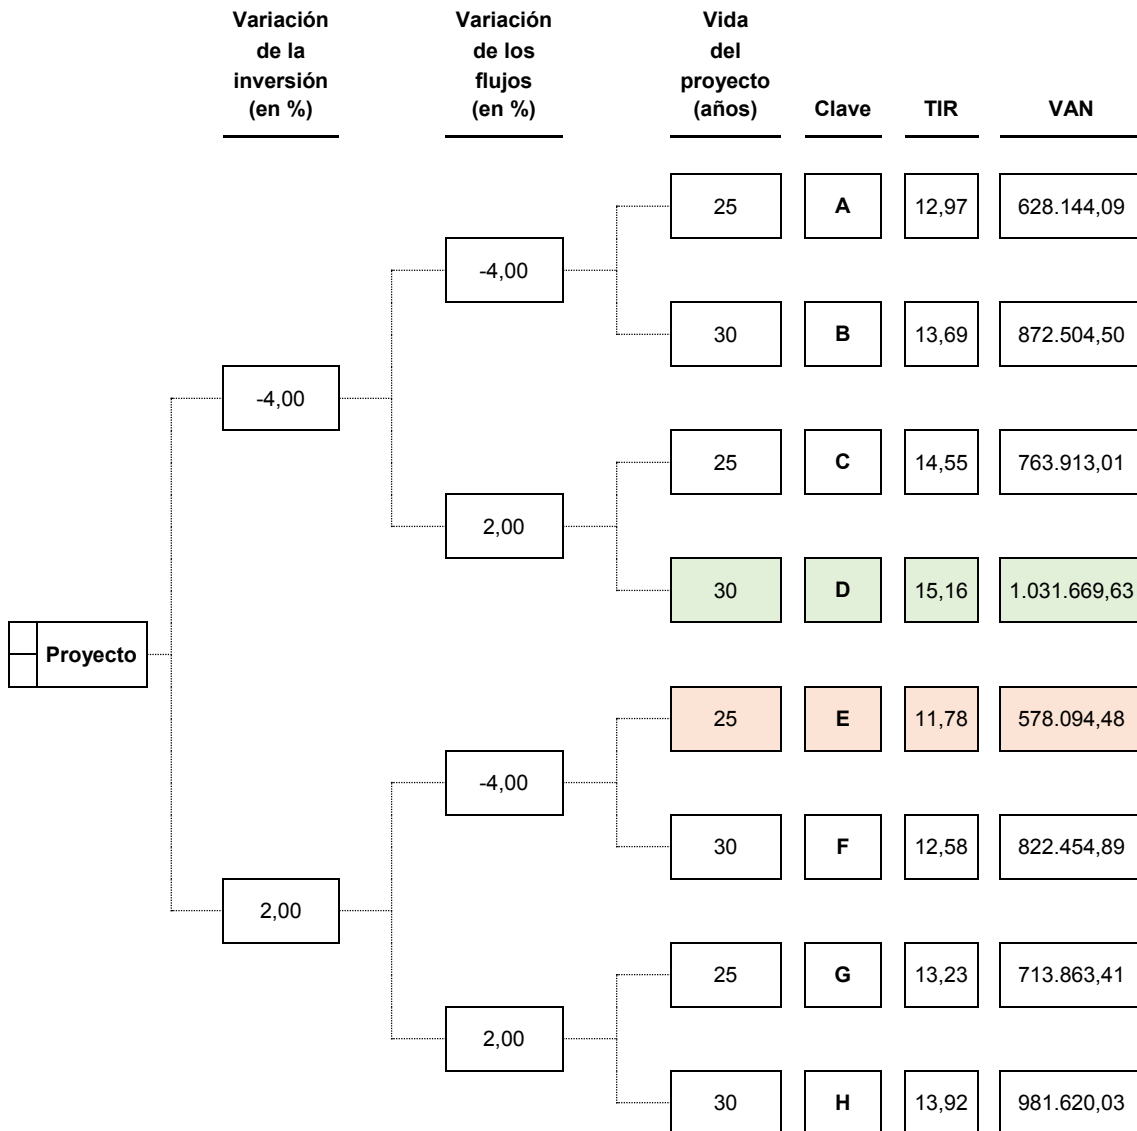 Variación de la inversión (en %)
Variación de los flujos (en %)
Vida del proyecto (años)
Clave
TIR
VAN
25 A 12,97 628.144,09
-4,00
30 B 13,69 872.504,50
-4,00
25 C 14,55 763.913,01
2,00
30 D 15,16 1.031.669,63
Proyecto
25 E 11,78 578.094,48
-4,00
30 F 12,58 822.454,89
2,00
25 G 13,23 713.863,41
2,00
30 H 13,92 981.620,03